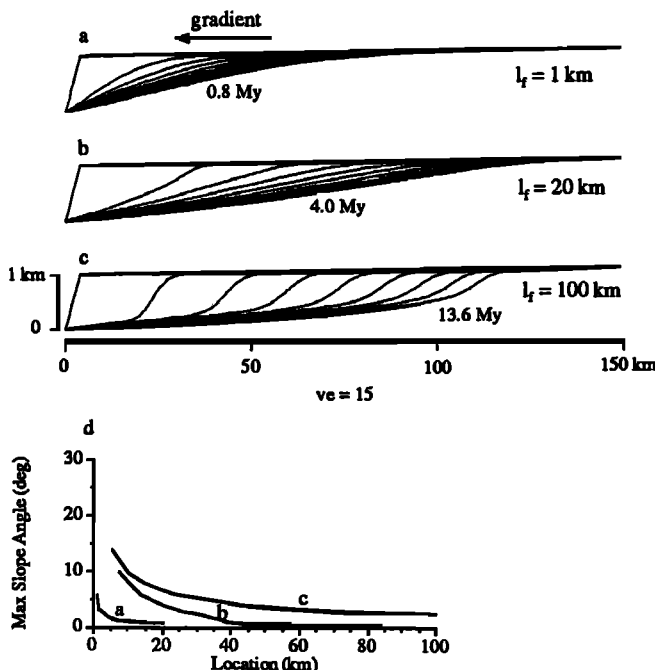 gradient
a
0.8 My
l_f = 1 km
b
4.0 My
l_f = 20 km
c
1 km
0
13.6 My
l_f = 100 km
0 50 100 150 km
ve = 15
d
Max Slope Angle (deg)
30
20
10
0
a
b
c
0 20 40 60 80 100
Location (km)